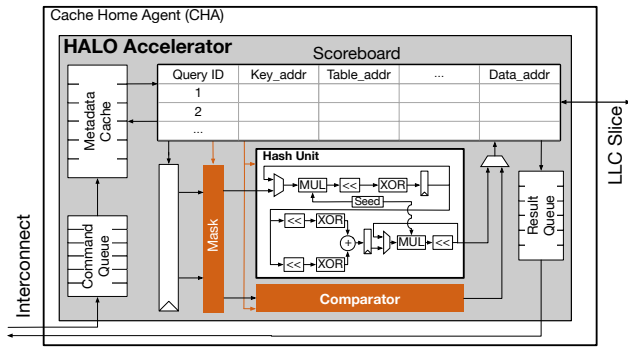 Cache Home Agent (CHA)
HALO Accelerator
Scoreboard
Query ID Key_addr Table_addr ... Data_addr
1
2
...
Metadata
Cache
Command
Queue
Interconnect
Mask
Hash Unit
MUL << XOR
Seed
<< XOR
+
MUL <<
<< XOR
Comparator
Result
Queue
LLC Slice